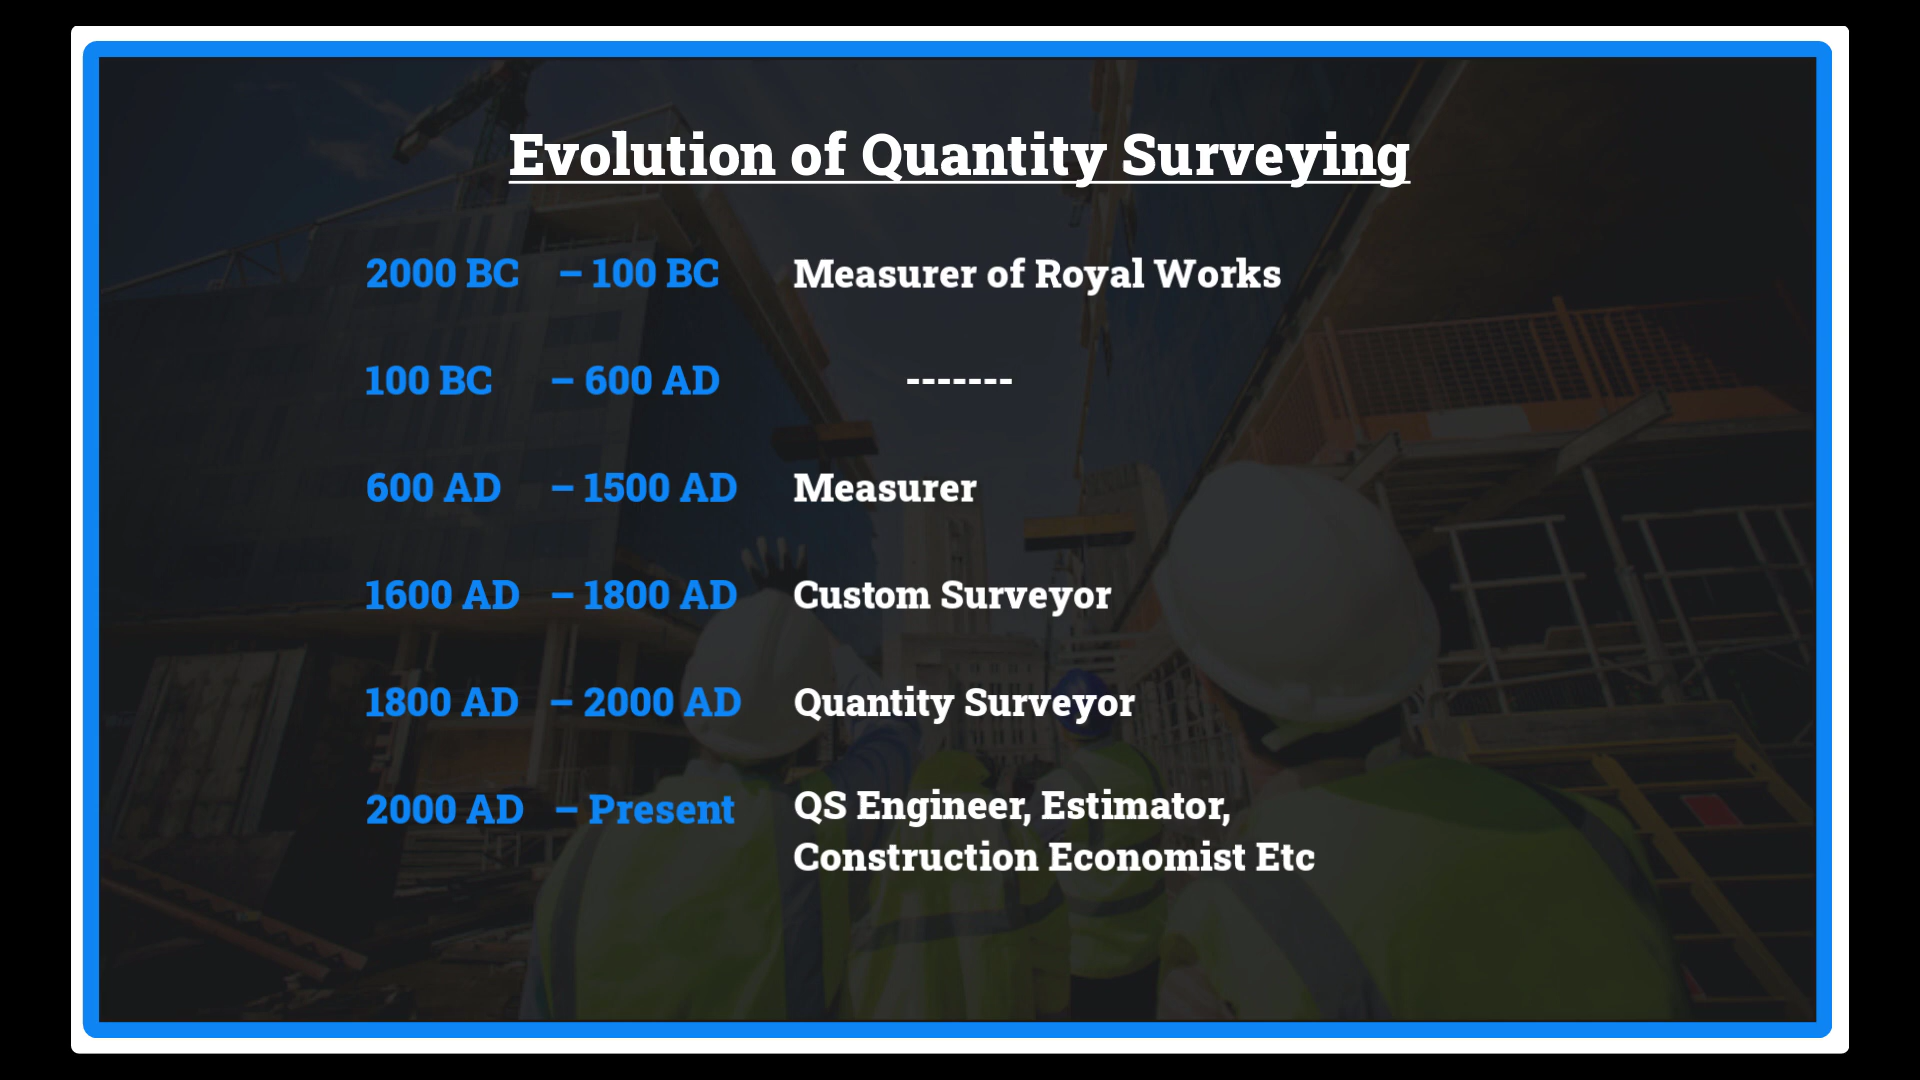 Evolution of Quantity Surveying
2000 BC – 100 BC Measurer of Royal Works
100 BC – 600 AD -------
600 AD – 1500 AD Measurer
1600 AD – 1800 AD Custom Surveyor
1800 AD – 2000 AD Quantity Surveyor
2000 AD – Present QS Engineer, Estimator,
Construction Economist Etc